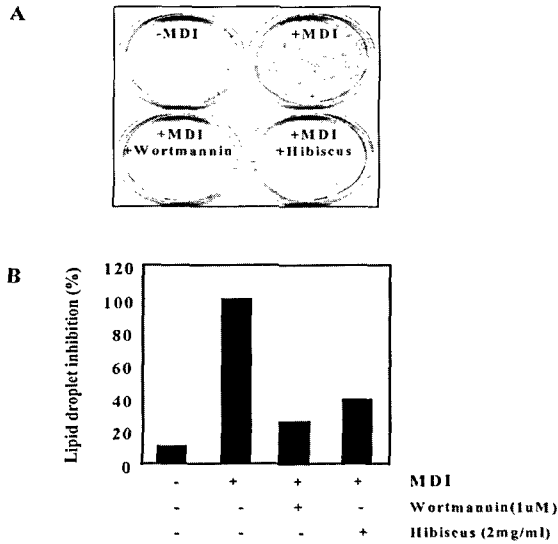 A
-MDI
+MDI
+MDI
+Wortmannin
+MDI
+Hibiscus
B
Lipid droplet inhibition (%)
120
100
80
60
40
20
0
- + + + MDI
- - + - Wortmannin(1uM)
- - - + Hibiscus (2mg/ml)